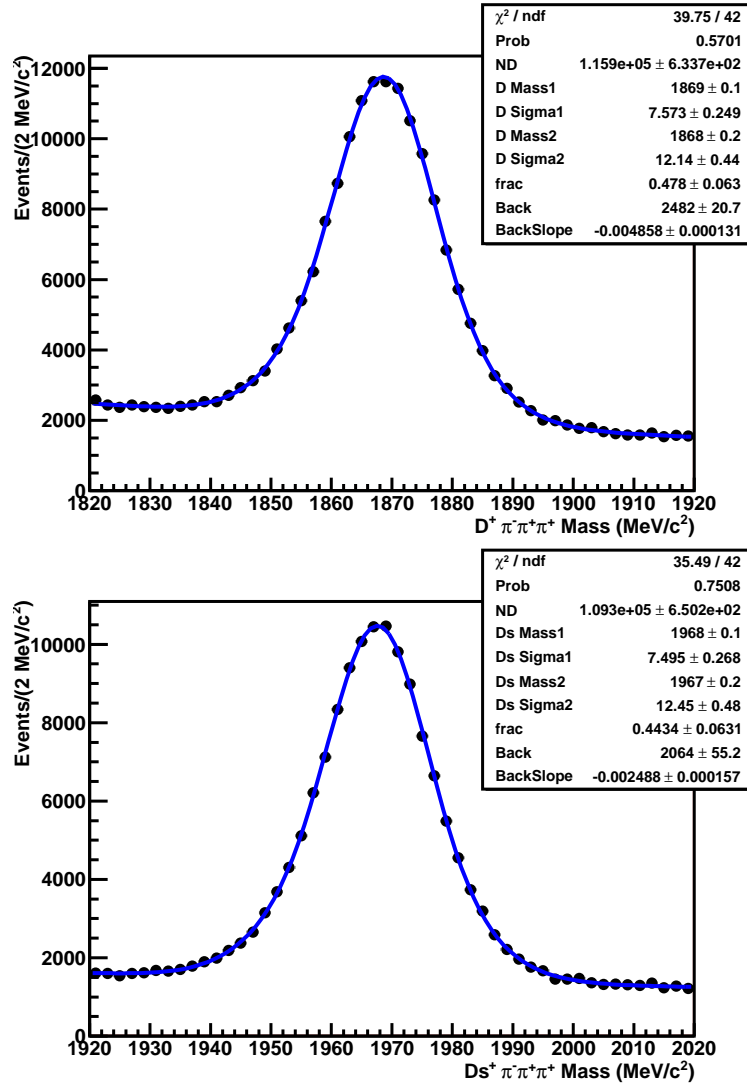 χ² / ndf 39.75 / 42
Prob 0.5701
ND 1.159e+05 ± 6.337e+02
D Mass1 1869 ± 0.1
D Sigma1 7.573 ± 0.249
D Mass2 1868 ± 0.2
D Sigma2 12.14 ± 0.44
frac 0.478 ± 0.063
Back 2482 ± 20.7
BackSlope -0.004858 ± 0.000131
Events/(2 MeV/c²)
12000
10000
8000
6000
4000
2000
0
1820 1830 1840 1850 1860 1870 1880 1890 1900 1910 1920
D⁺ π⁻π⁺π⁺ Mass (MeV/c²)
χ² / ndf 35.49 / 42
Prob 0.7508
ND 1.093e+05 ± 6.502e+02
Ds Mass1 1968 ± 0.1
Ds Sigma1 7.495 ± 0.268
Ds Mass2 1967 ± 0.2
Ds Sigma2 12.45 ± 0.48
frac 0.4434 ± 0.0631
Back 2064 ± 55.2
BackSlope -0.002488 ± 0.000157
Events/(2 MeV/c²)
10000
8000
6000
4000
2000
0
1920 1930 1940 1950 1960 1970 1980 1990 2000 2010 2020
Ds⁺ π⁻π⁺π⁺ Mass (MeV/c²)